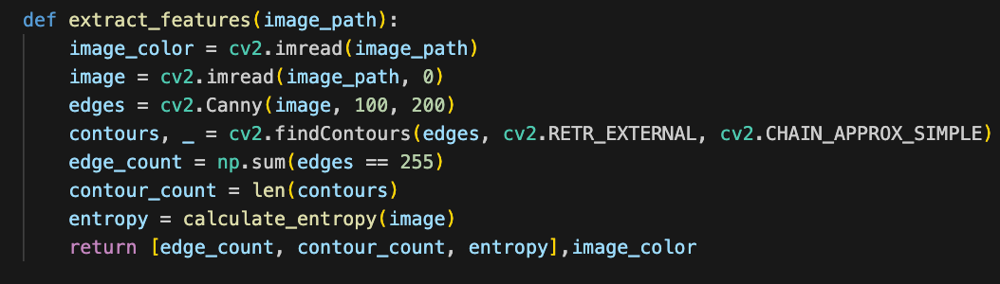 def extract_features(image_path):
    image_color = cv2.imread(image_path)
    image = cv2.imread(image_path, 0)
    edges = cv2.Canny(image, 100, 200)
    contours, _ = cv2.findContours(edges, cv2.RETR_EXTERNAL, cv2.CHAIN_APPROX_SIMPLE)
    edge_count = np.sum(edges == 255)
    contour_count = len(contours)
    entropy = calculate_entropy(image)
    return [edge_count, contour_count, entropy],image_color